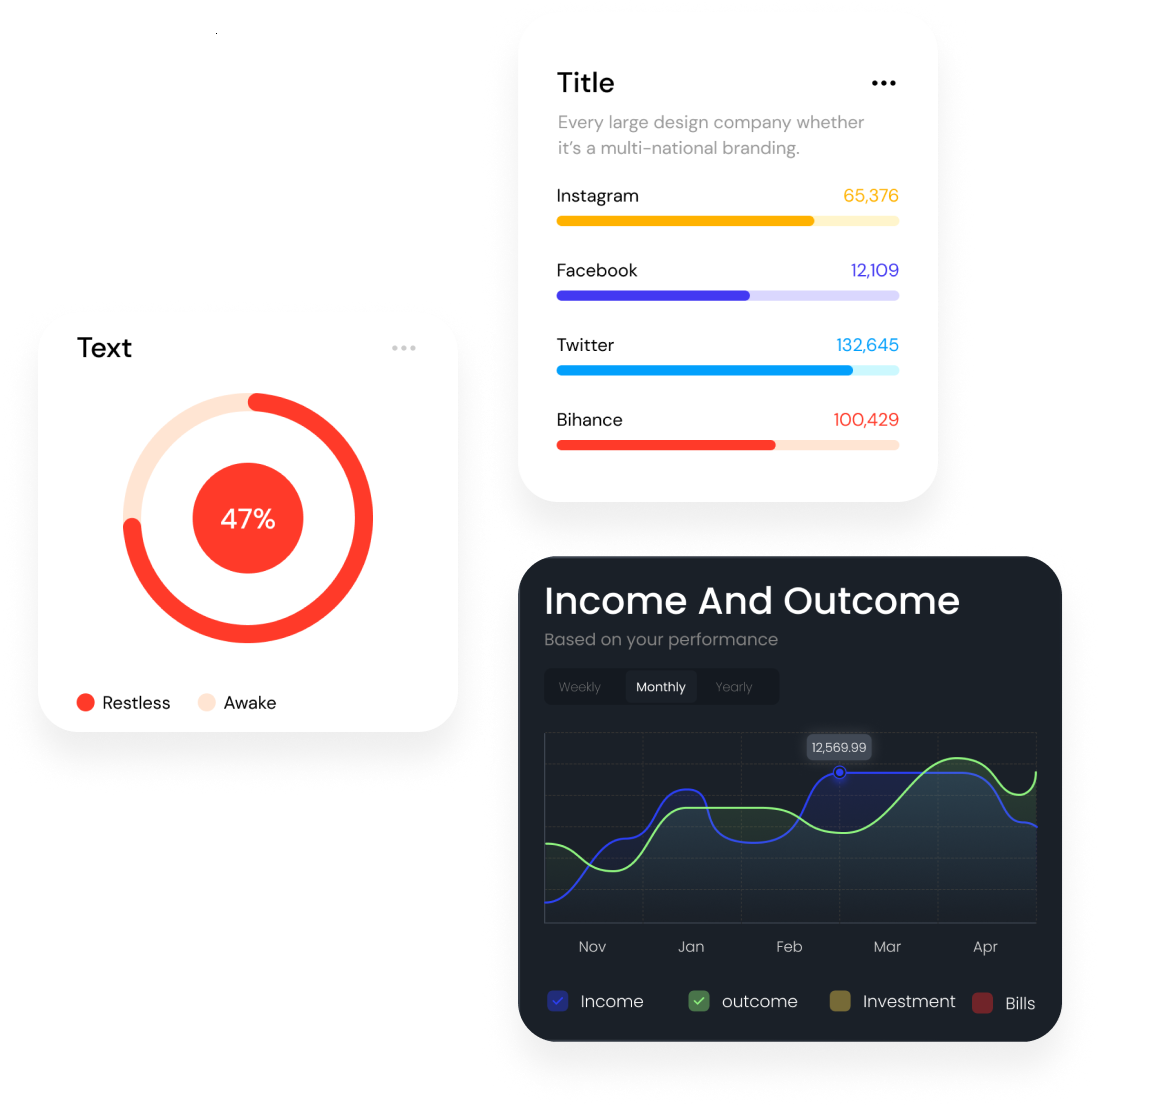 Title
Every large design company whether
it's a multi-national branding.
Instagram 65,376
Facebook 12,109
Twitter 132,645
Bihance 100,429
Text
47%
Restless Awake
Income And Outcome
Based on your performance
Weekly Monthly Yearly
12,569.99
Nov Jan Feb Mar Apr
Income outcome Investment Bills